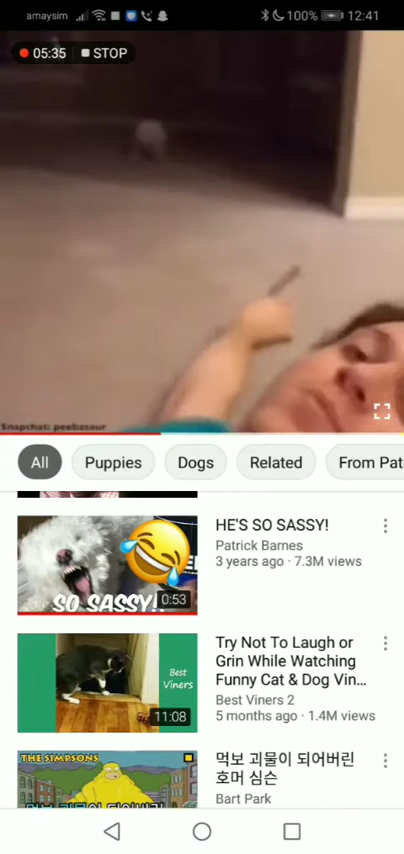 amaysim 100% 12:41
05:35 STOP
Snapchat: peebaseur
All Puppies Dogs Related From Pat
HE'S SO SASSY!
Patrick Barnes
3 years ago · 7.3M views
SO SASSY!
0:53
Try Not To Laugh or
Grin While Watching
Funny Cat & Dog Vin...
Best Viners 2
5 months ago · 1.4M views
Best
Viners
11:08
THE SIMPSONS
먹보 괴물이 되어버린
호머 심슨
Bart Park